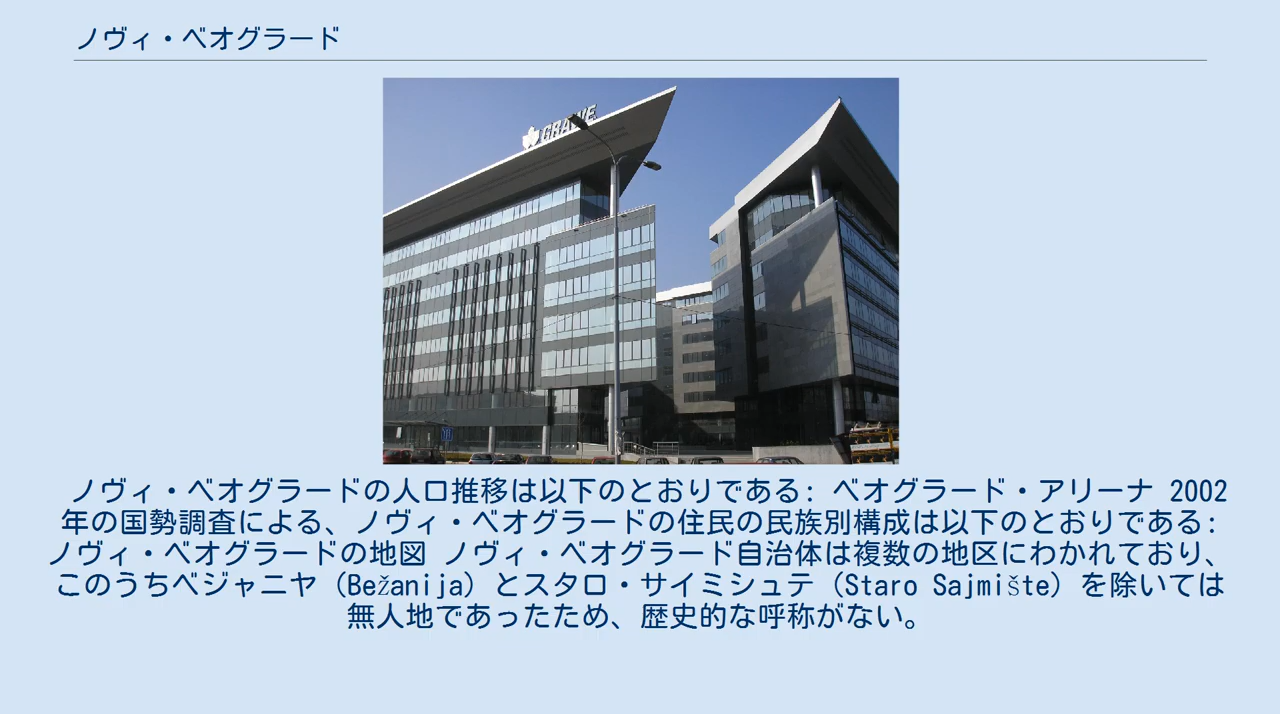 ノヴィ・ベオグラード
GRAWE
ノヴィ・ベオグラードの人口推移は以下のとおりである: ベオグラード・アリーナ 2002
年の国勢調査による、ノヴィ・ベオグラードの住民の民族別構成は以下のとおりである:
ノヴィ・ベオグラードの地図 ノヴィ・ベオグラード自治体は複数の地区にわかれており、
このうちベジャニヤ（Bežanija）とスタロ・サイミシュテ（Staro Sajmište）を除いては
無人地であったため、歴史的な呼称がない。